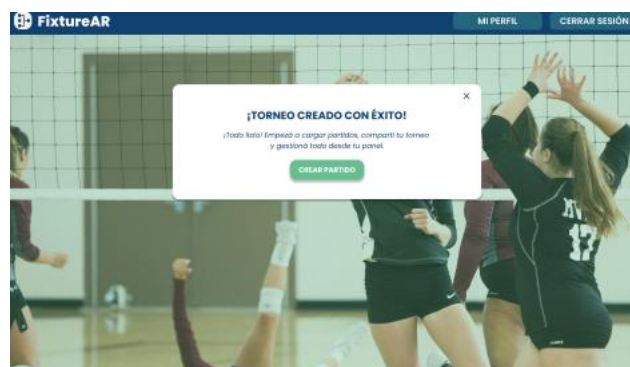 FixtureAR
MI PERFIL
CERRAR SESIÓN
×
¡TORNEO CREADO CON ÉXITO!
¡Todo listo! Empezá a cargar partidos, compartí tu torneo
y gestioná todo desde tu panel.
CREAR PARTIDO
17